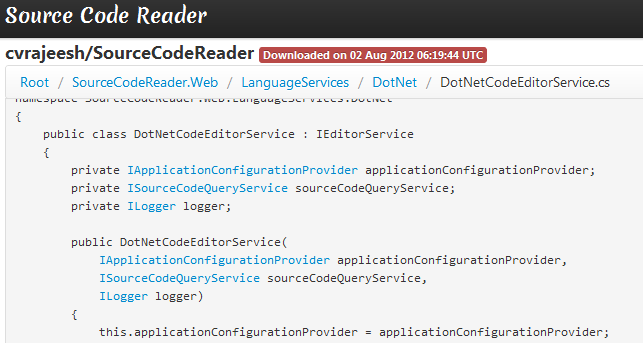 Source Code Reader
cvrajeesh/SourceCodeReader Downloaded on 02 Aug 2012 06:19:44 UTC
Root / SourceCodeReader.Web / LanguageServices / DotNet / DotNetCodeEditorService.cs
namespace SourceCodeReader.Web.LanguageServices.DotNet
{
    public class DotNetCodeEditorService : IEditorService
    {
        private IApplicationConfigurationProvider applicationConfigurationProvider;
        private ISourceCodeQueryService sourceCodeQueryService;
        private ILogger logger;

        public DotNetCodeEditorService(
            IApplicationConfigurationProvider applicationConfigurationProvider,
            ISourceCodeQueryService sourceCodeQueryService,
            ILogger logger)
        {
            this.applicationConfigurationProvider = applicationConfigurationProvider;